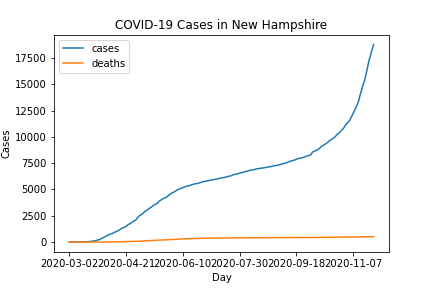 COVID-19 Cases in New Hampshire
cases
deaths
17500
15000
12500
10000
7500
5000
2500
0
Cases
2020-03-02 2020-04-21 2020-06-10 2020-07-30 2020-09-18 2020-11-07
Day